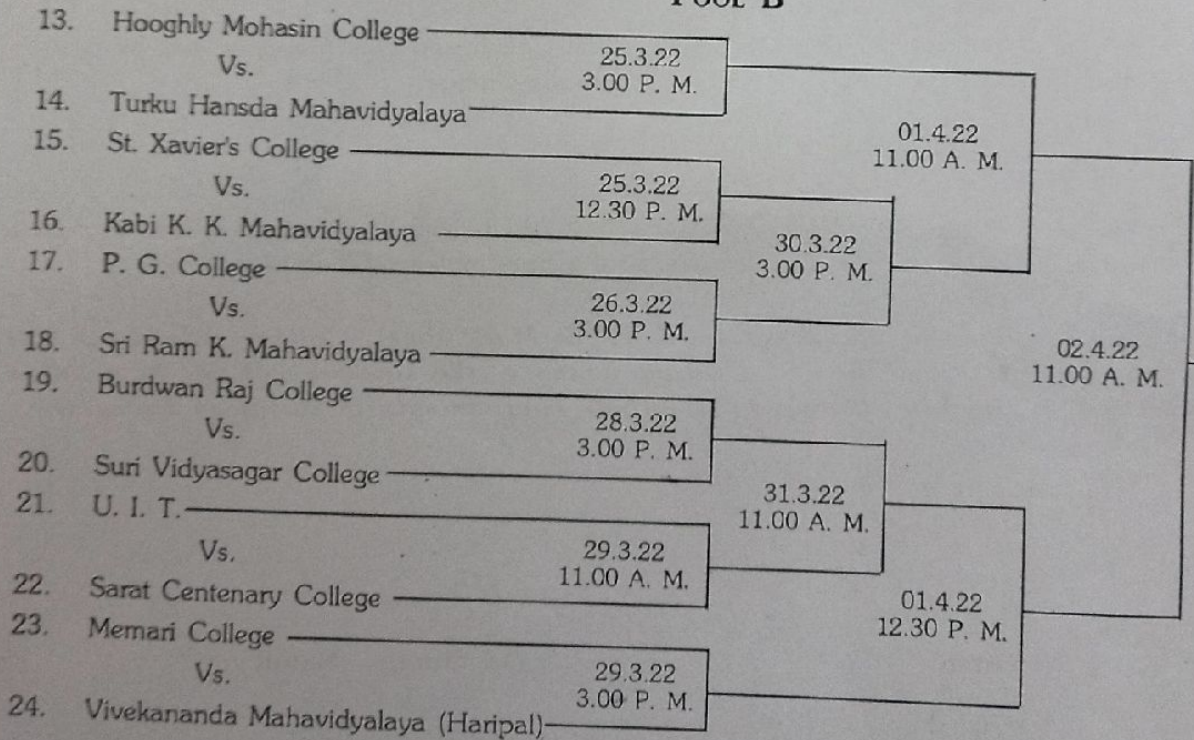 POOL B
13. Hooghly Mohasin College
Vs.
25.3.22
3.00 P. M.
14. Turku Hansda Mahavidyalaya
01.4.22
11.00 A. M.
15. St. Xavier's College
Vs.
25.3.22
12.30 P. M.
16. Kabi K. K. Mahavidyalaya
30.3.22
3.00 P. M.
17. P. G. College
Vs.
26.3.22
3.00 P. M.
18. Sri Ram K. Mahavidyalaya
02.4.22
11.00 A. M.
19. Burdwan Raj College
Vs.
28.3.22
3.00 P. M.
20. Suri Vidyasagar College
31.3.22
11.00 A. M.
21. U. I. T.
Vs.
29.3.22
11.00 A. M.
22. Sarat Centenary College
01.4.22
12.30 P. M.
23. Memari College
Vs.
29.3.22
3.00 P. M.
24. Vivekananda Mahavidyalaya (Haripal)